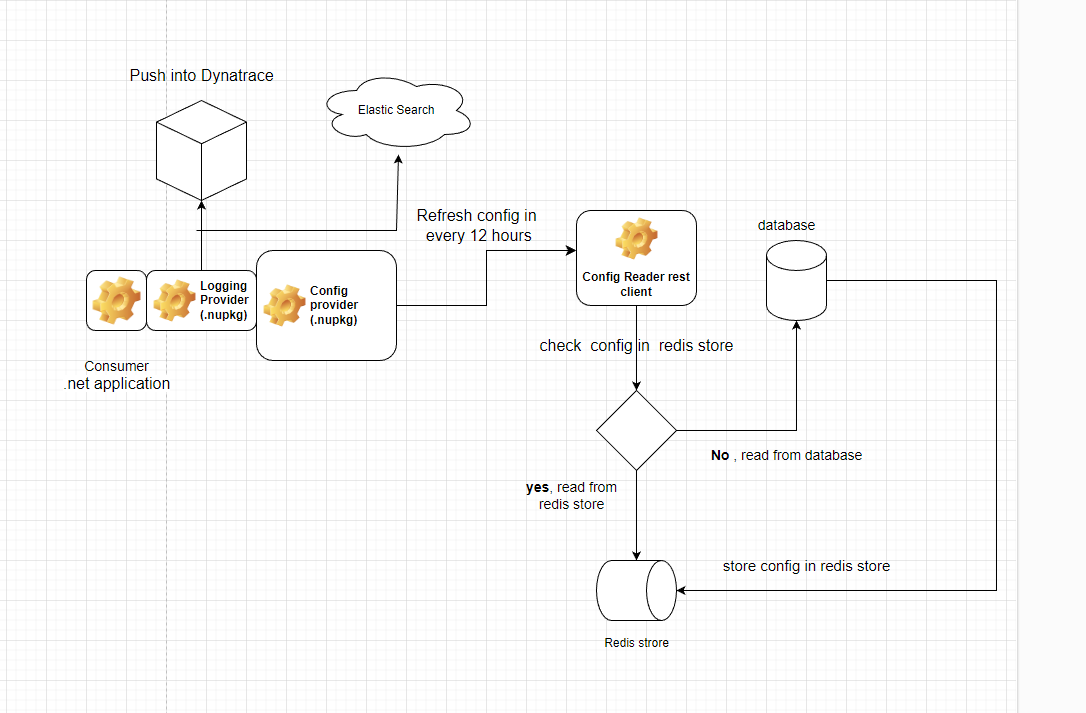 Push into Dynatrace
Elastic Search
Refresh config in
every 12 hours
database
Config Reader rest
client
Logging
Provider
(.nupkg)
Config
provider
(.nupkg)
check config in redis store
Consumer
.net application
No , read from database
yes, read from
redis store
store config in redis store
Redis strore